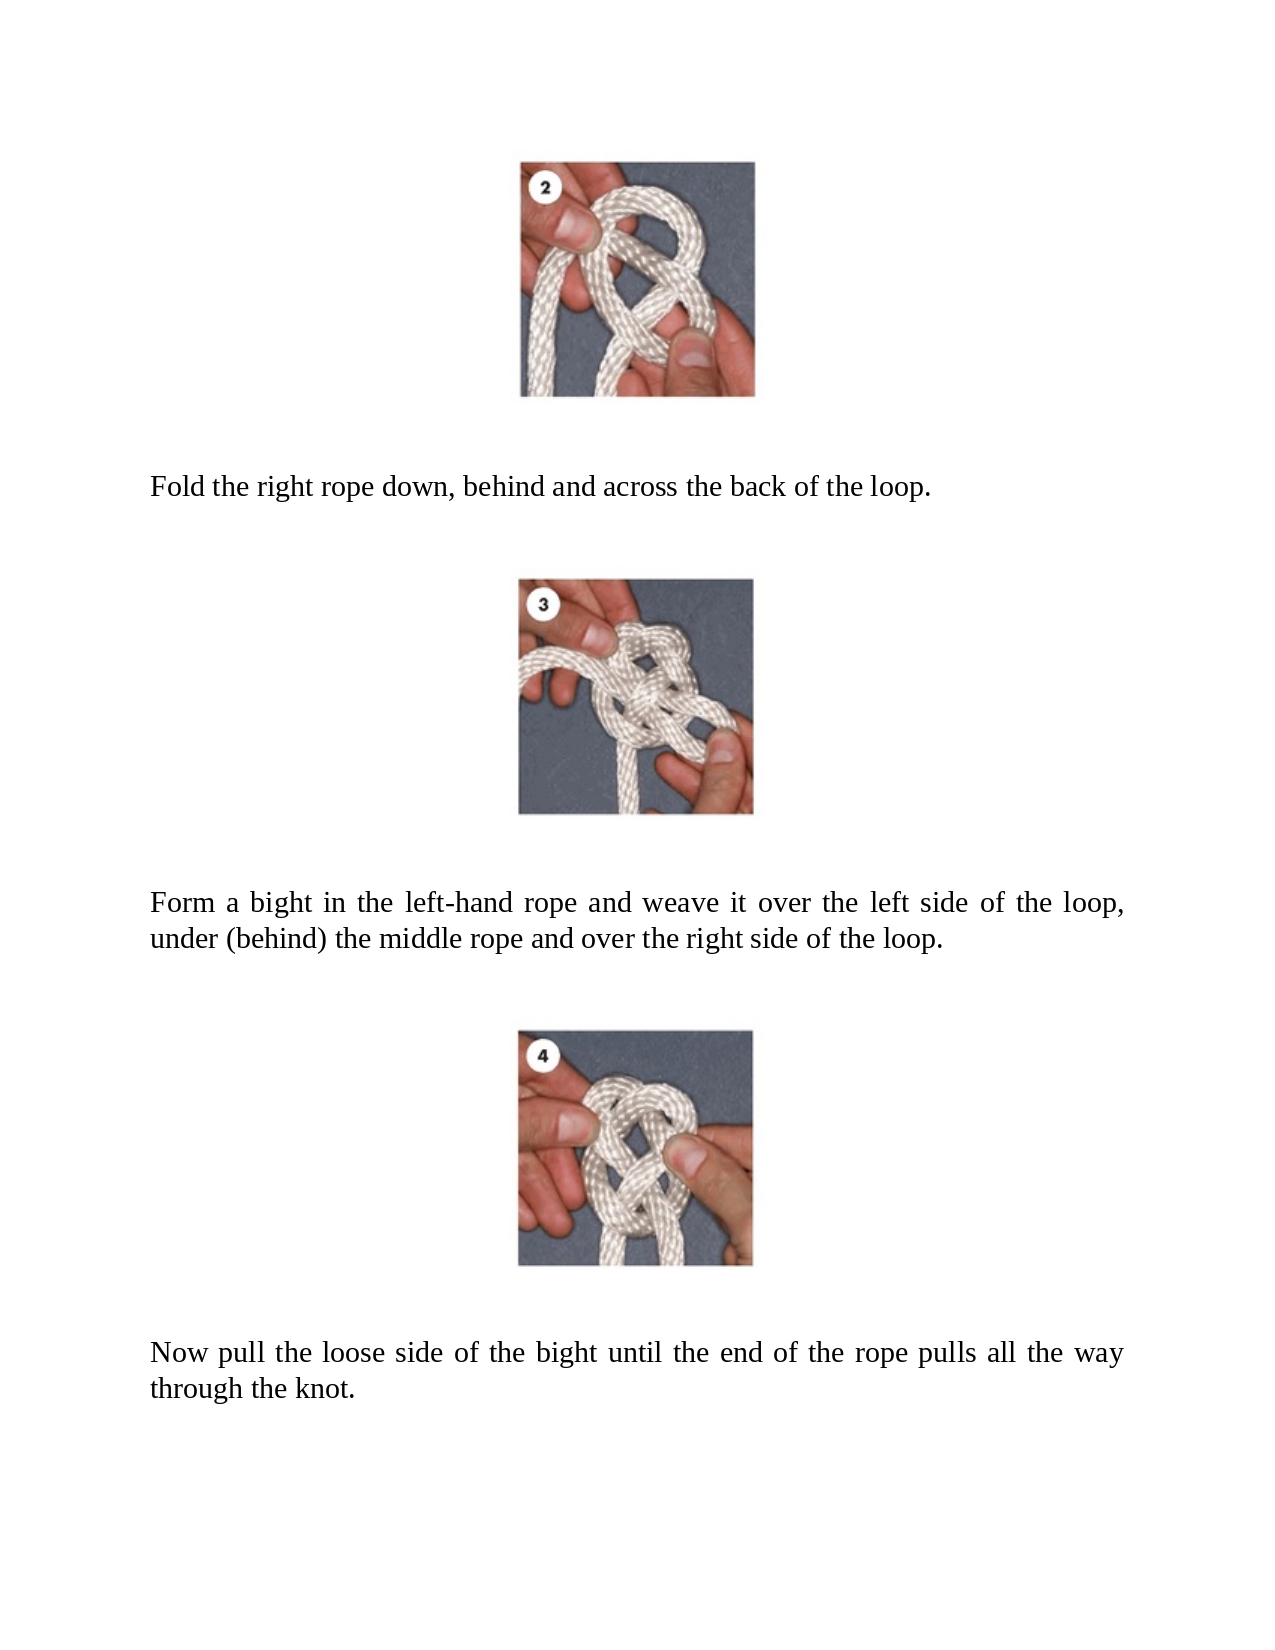 2
Fold the right rope down, behind and across the back of the loop.
3
Form a bight in the left-hand rope and weave it over the left side of the loop,
under (behind) the middle rope and over the right side of the loop.
4
Now pull the loose side of the bight until the end of the rope pulls all the way
through the knot.